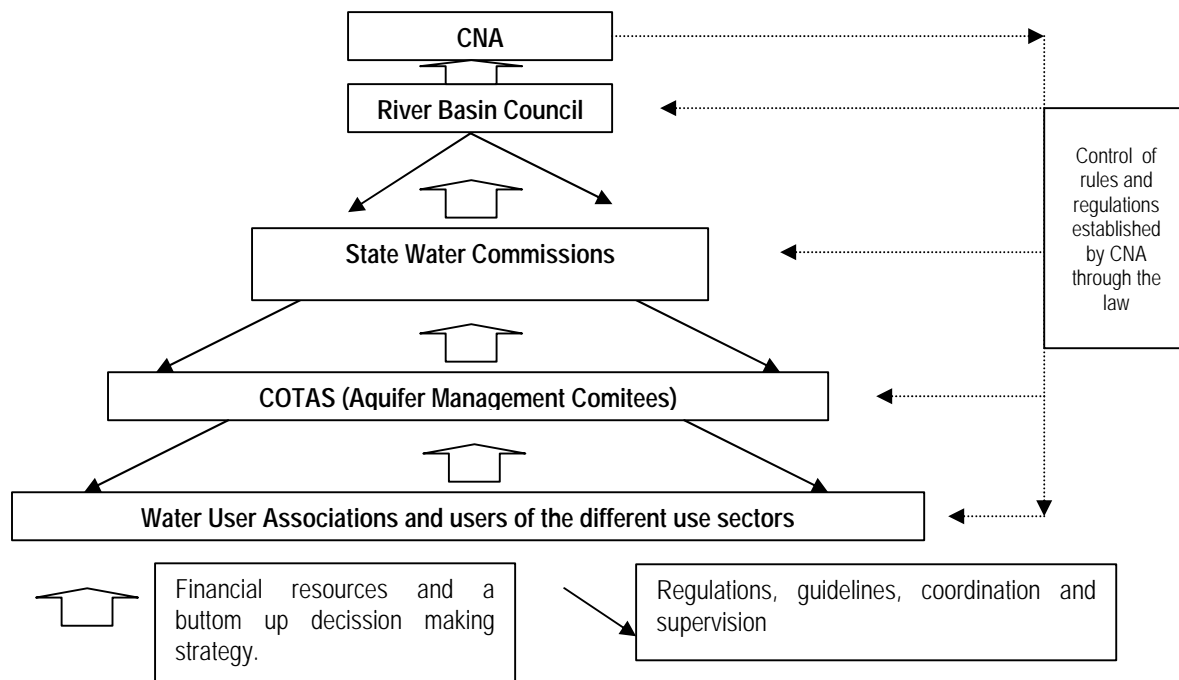 CNA
River Basin Council
Control of
rules and
regulations
established
by CNA
through the
law
State Water Commissions
COTAS (Aquifer Management Comitees)
Water User Associations and users of the different use sectors
Financial resources and a
buttom up decission making
strategy.
Regulations, guidelines, coordination and
supervision